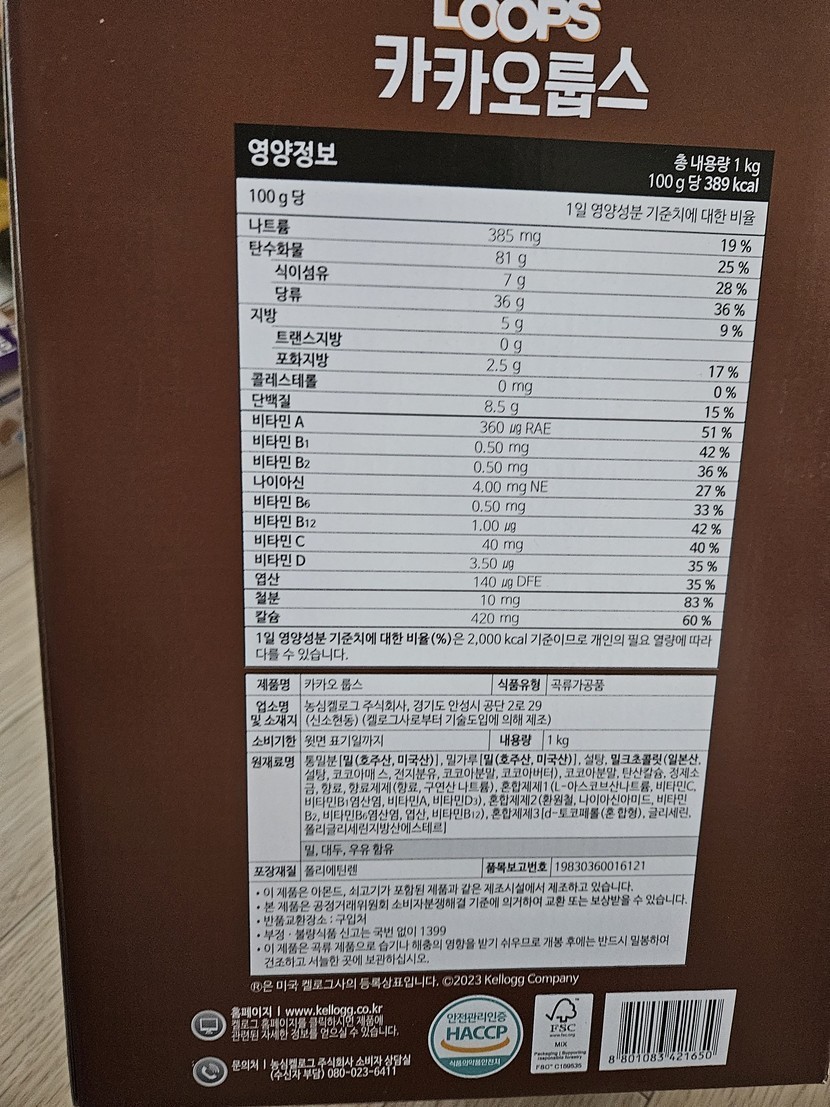 LOOPS
카카오룹스
영양정보
총 내용량 1 kg
100 g 당 389 kcal
100 g 당
1일 영양성분 기준치에 대한 비율
나트륨 385 mg 19 %
탄수화물 81 g 25 %
식이섬유 7 g 28 %
당류 36 g 36 %
지방 5 g 9 %
트랜스지방 0 g
포화지방 2.5 g 17 %
콜레스테롤 0 mg 0 %
단백질 8.5 g 15 %
비타민 A 360 μg RAE 51 %
비타민 B1 0.50 mg 42 %
비타민 B2 0.50 mg 36 %
나이아신 4.00 mg NE 27 %
비타민 B6 0.50 mg 33 %
비타민 B12 1.00 μg 42 %
비타민 C 40 mg 40 %
비타민 D 3.50 μg 35 %
엽산 140 μg DFE 35 %
철분 10 mg 83 %
칼슘 420 mg 60 %
1일 영양성분 기준치에 대한 비율(%)은 2,000 kcal 기준이므로 개인의 필요 열량에 따라
다를 수 있습니다.
제품명 카카오 룹스 식품유형 곡류가공품
업소명 농심켈로그 주식회사, 경기도 안성시 공단 2로 29
및 소재지 (신소현동) (켈로그사로부터 기술도입에 의해 제조)
소비기한 윗면 표기일까지 내용량 1 kg
원재료명 통밀분[밀(호주산, 미국산)], 밀가루[밀(호주산, 미국산)], 설탕, 밀크초콜릿(일본산,
설탕, 코코아매스, 전지분유, 코코아분말, 코코아버터), 코코아분말, 탄산칼슘, 정제소
금, 향료, 향료제제(향료, 구연산나트륨), 혼합제제1(L-아스코브산나트륨, 비타민C,
비타민B1염산염, 비타민A, 비타민D3), 혼합제제2(환원철, 나이아신아미드, 비타민
B2, 비타민B6염산염, 엽산, 비타민B12), 혼합제제3[d-토코페롤(혼합형), 글리세린,
폴리글리세린지방산에스테르]
밀, 대두, 우유 함유
포장재질 폴리에틸렌 품목보고번호 19830360016121
• 이 제품은 아몬드, 쇠고기가 포함된 제품과 같은 제조시설에서 제조하고 있습니다.
• 본 제품은 공정거래위원회 소비자분쟁해결 기준에 의거하여 교환 또는 보상받을 수 있습니다.
• 반품교환장소 : 구입처
• 부정 · 불량식품 신고는 국번 없이 1399
• 이 제품은 곡류 제품으로 습기나 해충의 영향을 받기 쉬우므로 개봉 후에는 반드시 밀봉하여
건조하고 서늘한 곳에 보관하십시오.
®은 미국 켈로그사의 등록상표입니다. ©2023 Kellogg Company
홈페이지 | www.kellogg.co.kr
켈로그 홈페이지를 클릭하시면 제품에
관련된 자세한 정보를 얻으실 수 있습니다.
문의처 | 농심켈로그 주식회사 소비자 상담실
(수신자 부담) 080-023-6411
안전관리인증
HACCP
식품의약품안전처
FSC
www.fsc.org
MIX
Packaging | Supporting
responsible forestry
FSC® C189535
8 801083 421650